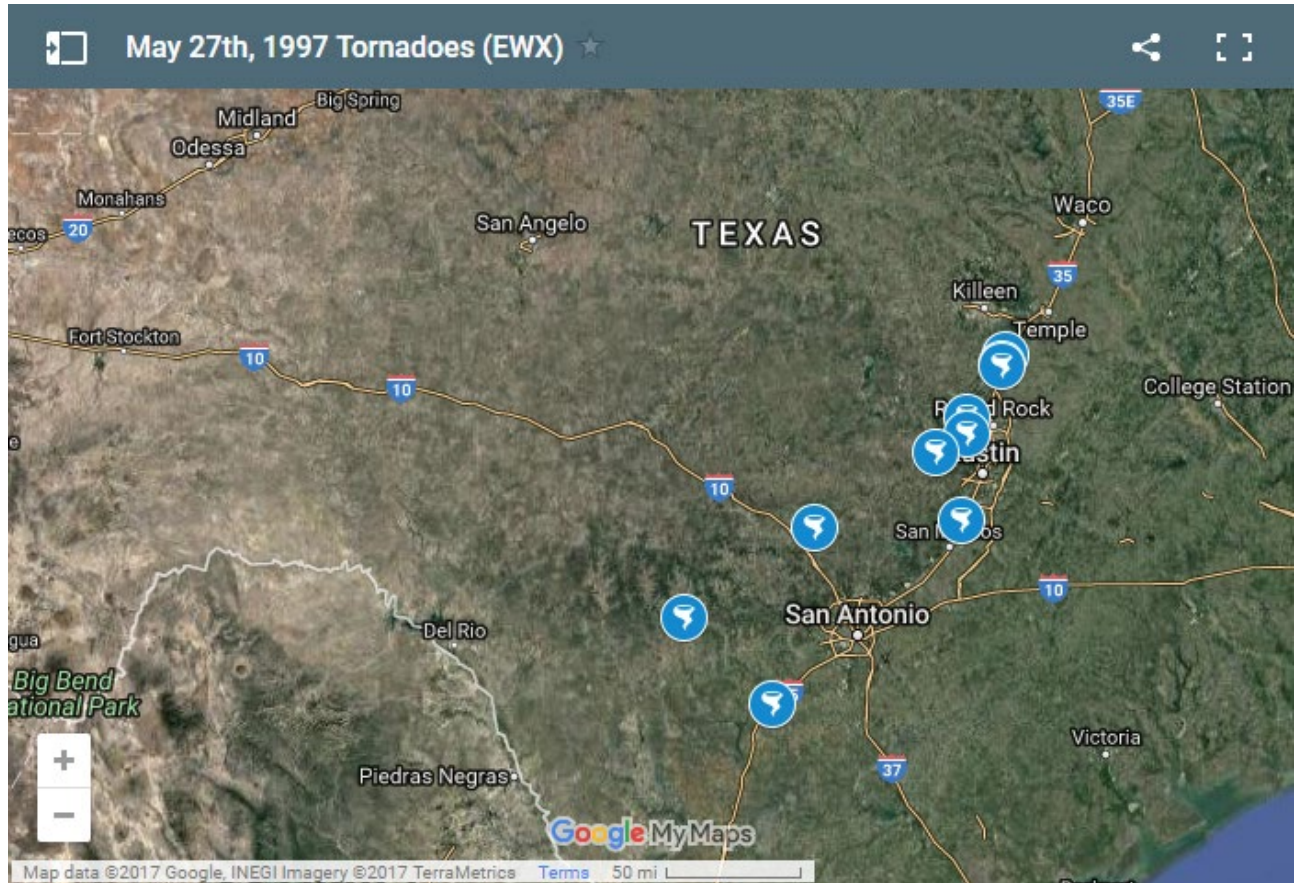 May 27th, 1997 Tornadoes (EWX)
35E
Big Spring
Midland
Odessa
Monahans
ecos
20
San Angelo
TEXAS
Waco
35
Killeen
Temple
Fort Stockton
10
10
College Station
R d Rock
stin
e
10
San M os
10
San Antonio
Del Rio
gua
Big Bend
ational Park
5
Victoria
37
Piedras Negras
+
−
Google My Maps
Map data ©2017 Google, INEGI Imagery ©2017 TerraMetrics Terms 50 mi